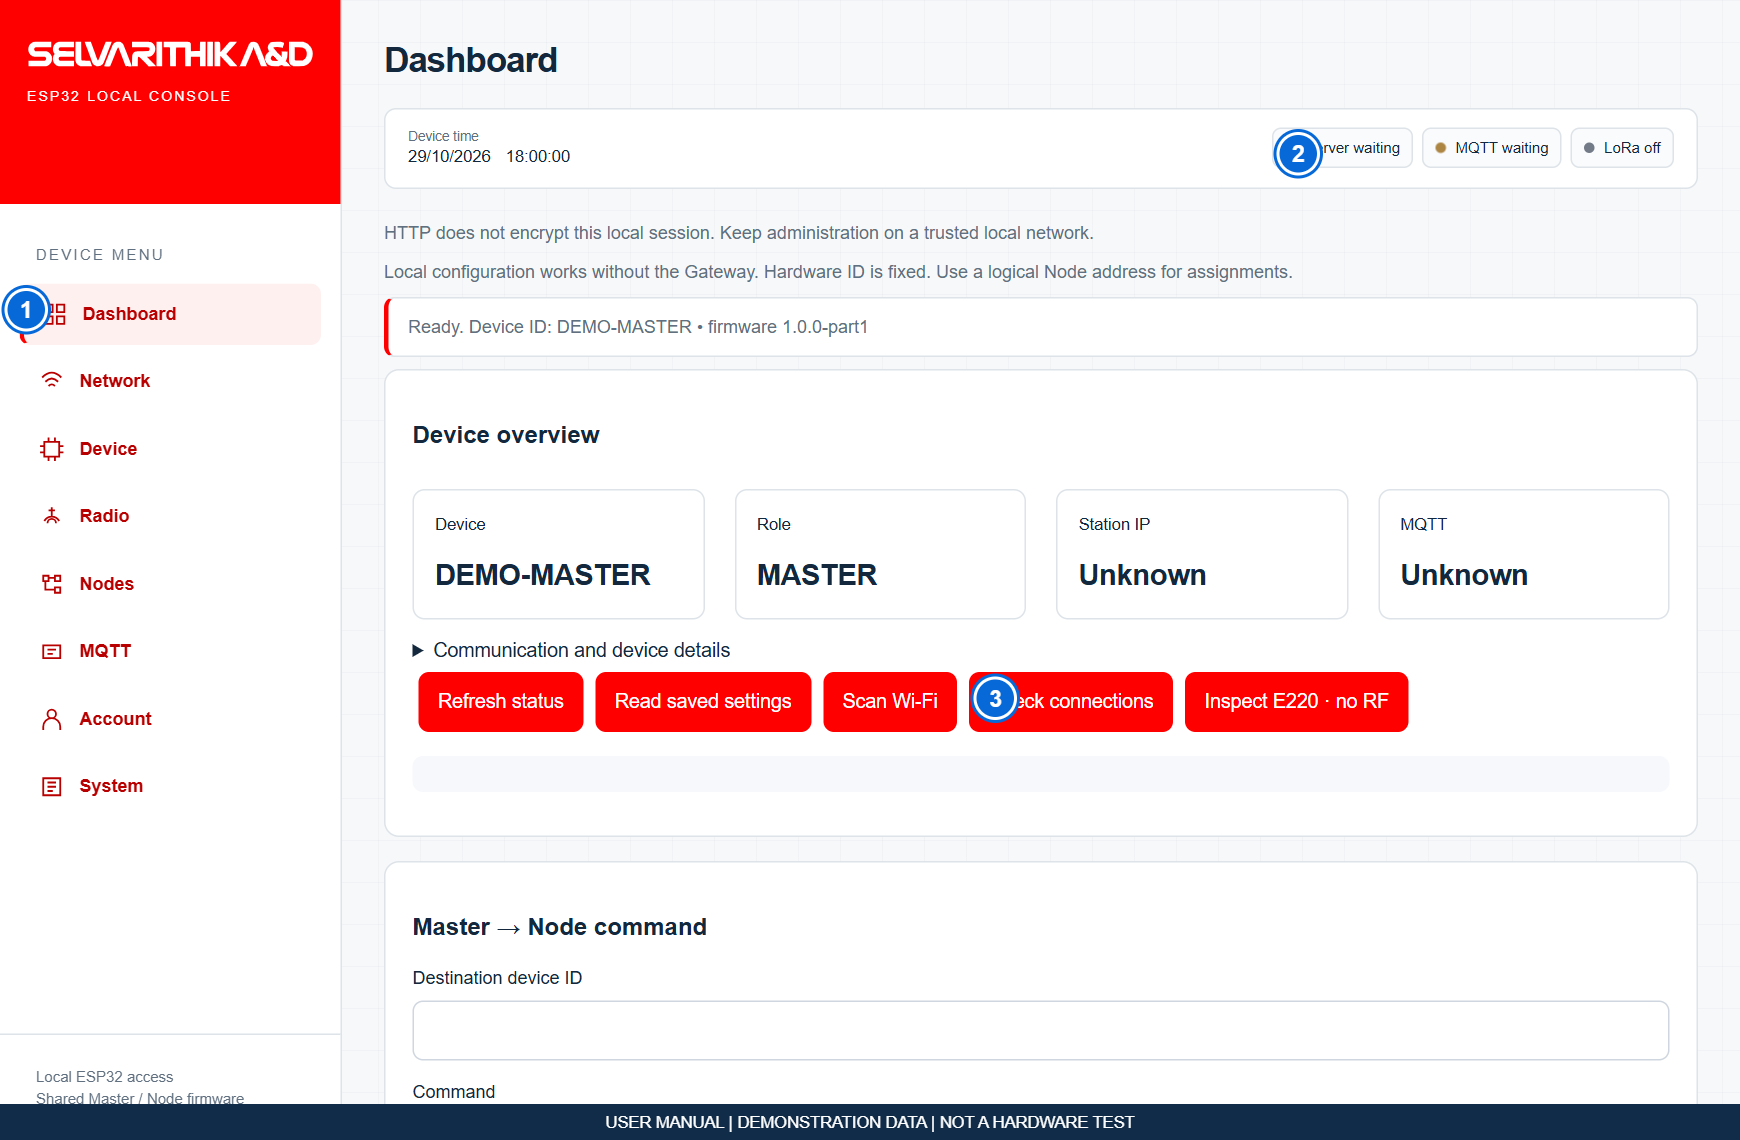 SELVARITHIK A&D
ESP32 LOCAL CONSOLE
DEVICE MENU
1
Dashboard
Network
Device
Radio
Nodes
MQTT
Account
System
Local ESP32 access
Shared Master / Node firmware
Dashboard
Device time
29/10/2026 18:00:00
2
waiting
MQTT waiting
LoRa off
HTTP does not encrypt this local session. Keep administration on a trusted local network.
Local configuration works without the Gateway. Hardware ID is fixed. Use a logical Node address for assignments.
Ready. Device ID: DEMO-MASTER • firmware 1.0.0-part1
Device overview
Device
DEMO-MASTER
Role
MASTER
Station IP
Unknown
MQTT
Unknown
▶ Communication and device details
Refresh status
Read saved settings
Scan Wi-Fi
3
connections
Inspect E220 · no RF
Master → Node command
Destination device ID
Command
USER MANUAL | DEMONSTRATION DATA | NOT A HARDWARE TEST